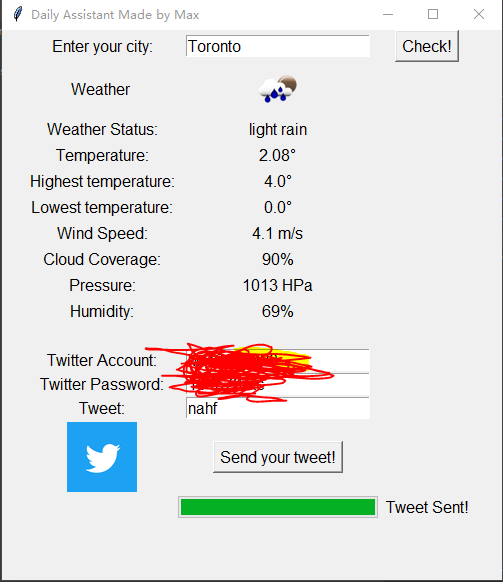 Daily Assistant Made by Max
Enter your city: Toronto Check!
Weather
Weather Status: light rain
Temperature: 2.08°
Highest temperature: 4.0°
Lowest temperature: 0.0°
Wind Speed: 4.1 m/s
Cloud Coverage: 90%
Pressure: 1013 HPa
Humidity: 69%
Twitter Account:
Twitter Password:
Tweet: nahf
Send your tweet!
Tweet Sent!